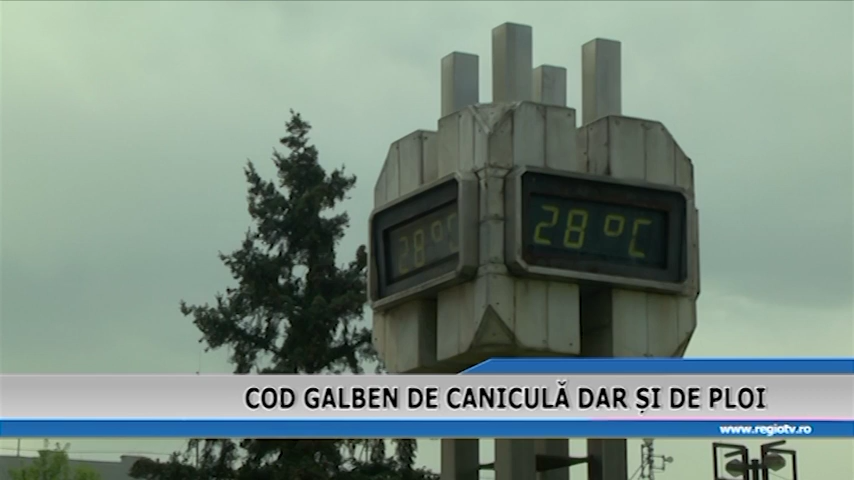 28°C
28°C
COD GALBEN DE CANICULĂ DAR ȘI DE PLOI
www.regiotv.ro